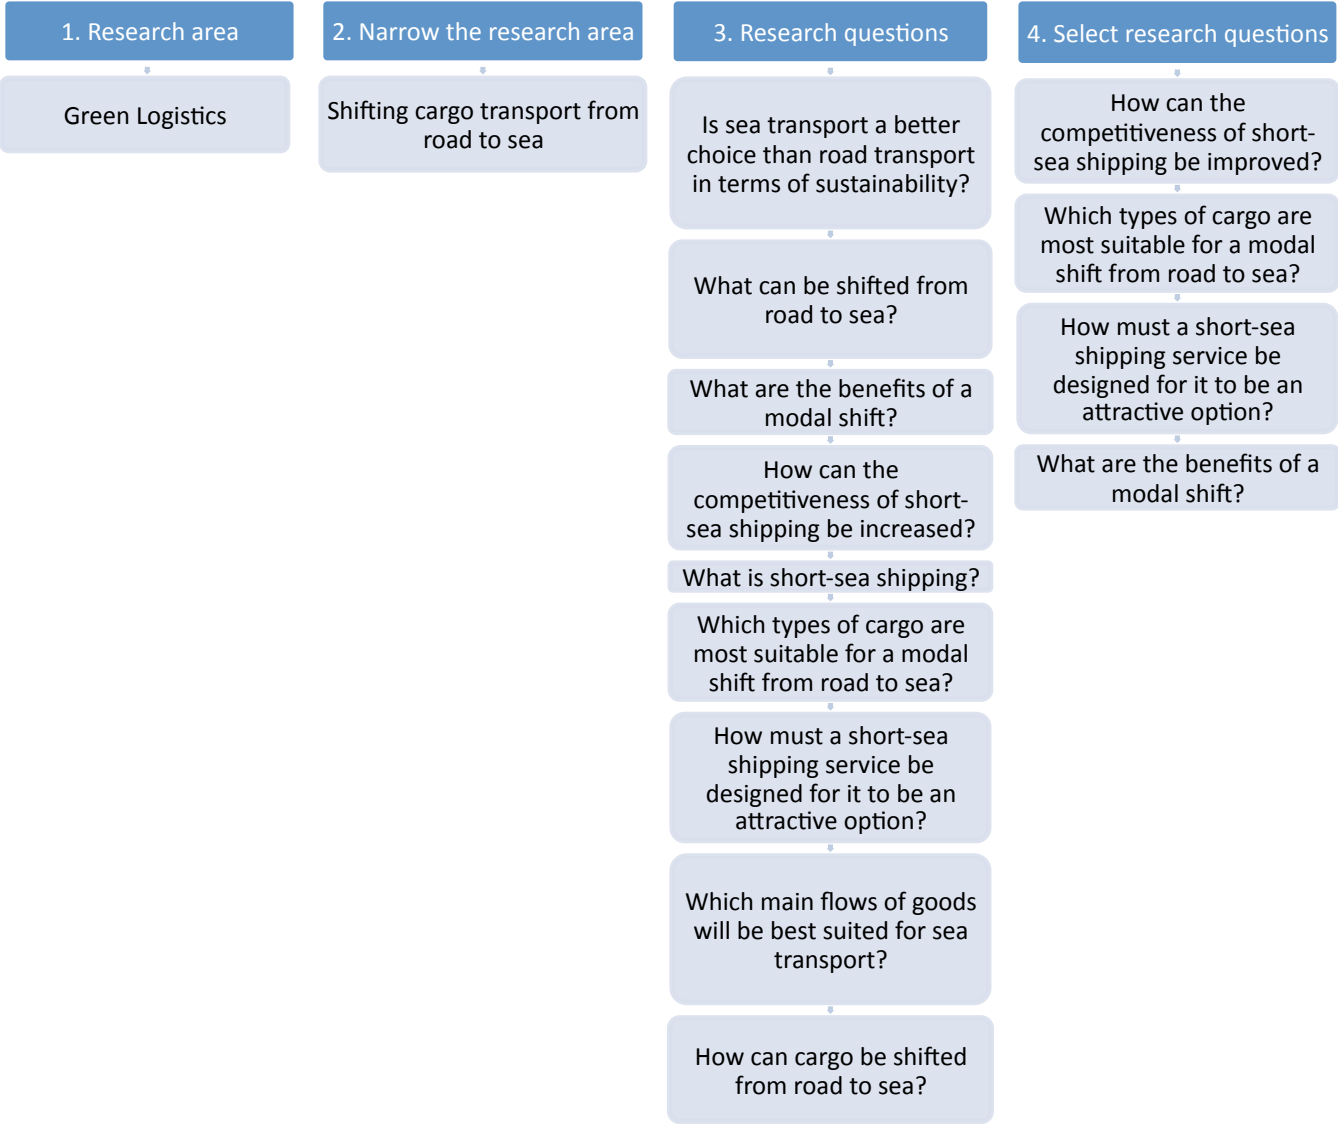 1. Research area
Green Logistics
2. Narrow the research area
Shifting cargo transport from
road to sea
3. Research questions
Is sea transport a better
choice than road transport
in terms of sustainability?
What can be shifted from
road to sea?
What are the benefits of a
modal shift?
How can the
competitiveness of short-
sea shipping be increased?
What is short-sea shipping?
Which types of cargo are
most suitable for a modal
shift from road to sea?
How must a short-sea
shipping service be
designed for it to be an
attractive option?
Which main flows of goods
will be best suited for sea
transport?
How can cargo be shifted
from road to sea?
4. Select research questions
How can the
competitiveness of short-
sea shipping be improved?
Which types of cargo are
most suitable for a modal
shift from road to sea?
How must a short-sea
shipping service be
designed for it to be an
attractive option?
What are the benefits of a
modal shift?